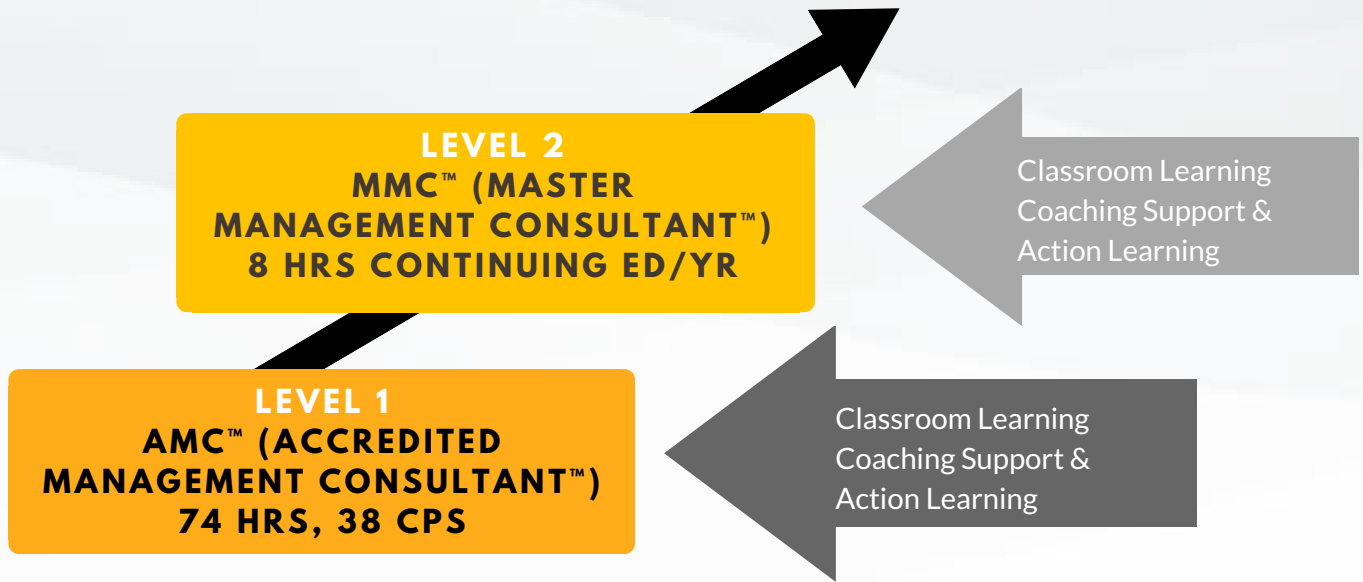 LEVEL 2
MMC™ (MASTER
MANAGEMENT CONSULTANT™)
8 HRS CONTINUING ED/YR
Classroom Learning
Coaching Support &
Action Learning
LEVEL 1
AMC™ (ACCREDITED
MANAGEMENT CONSULTANT™)
74 HRS, 38 CPS
Classroom Learning
Coaching Support &
Action Learning